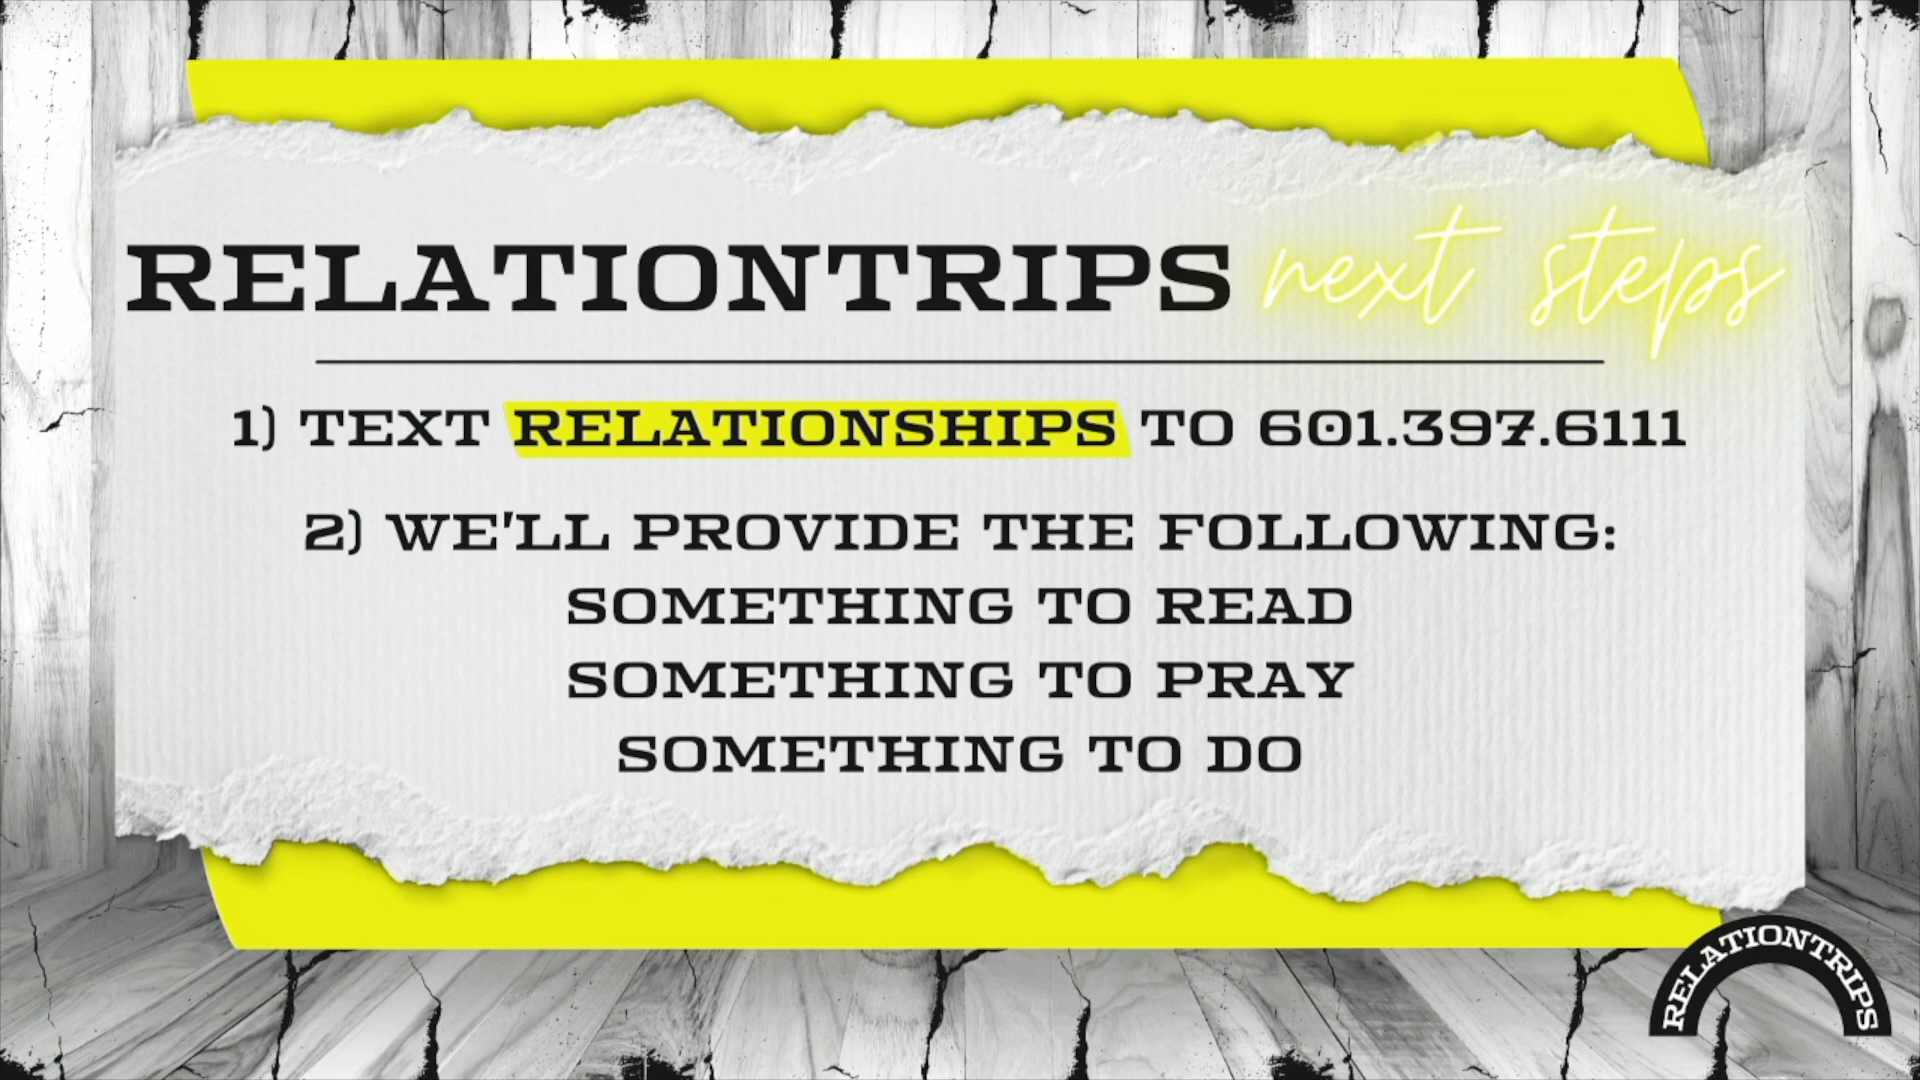 RELATIONTRIPS next steps
1) TEXT RELATIONSHIPS TO 601.397.6111
2) WE'LL PROVIDE THE FOLLOWING:
SOMETHING TO READ
SOMETHING TO PRAY
SOMETHING TO DO
RELATIONTRIPS